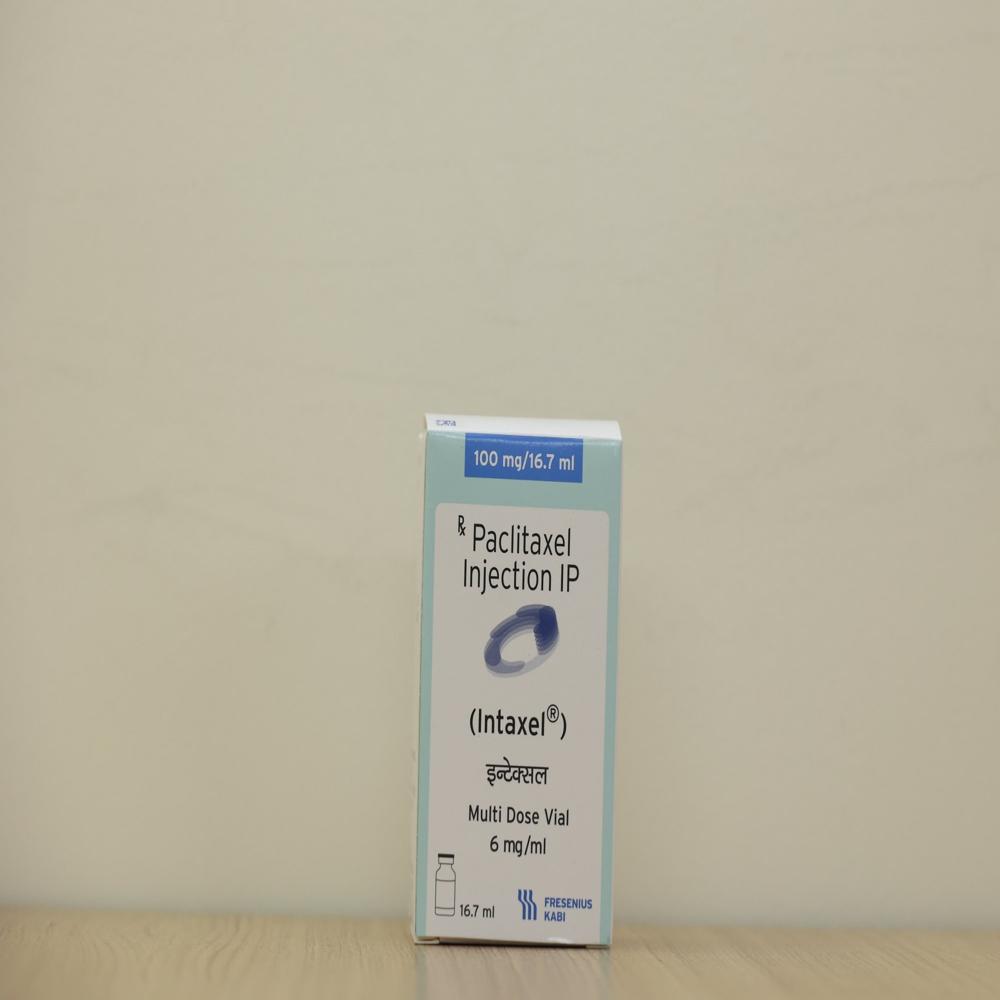 100 mg/16.7 ml
Rx Paclitaxel
Injection IP
(Intaxel®)
इन्टेक्सल
Multi Dose Vial
6 mg/ml
16.7 ml
FRESENIUS
KABI